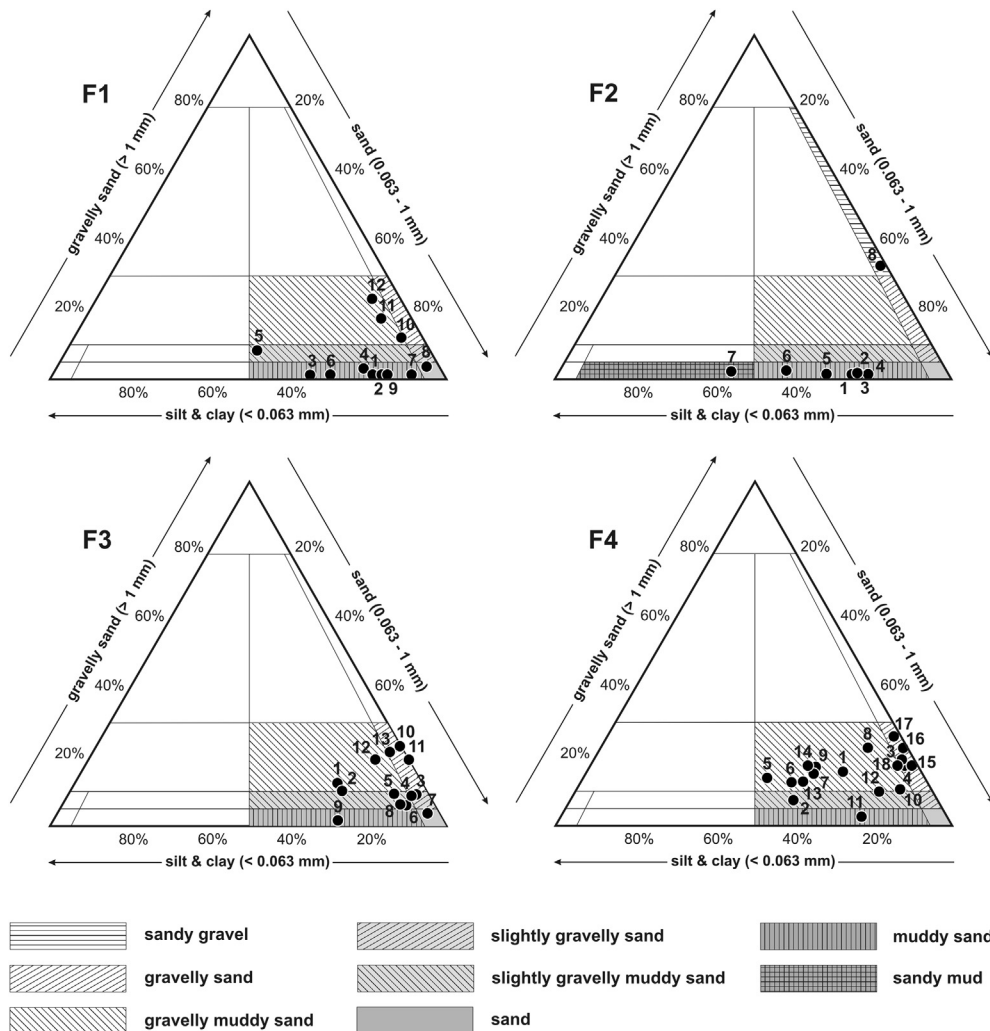 F1
80%
20%
gravelly sand (> 1 mm)
60%
40%
sand (0.063 - 1 mm)
40%
60%
12
20%
11
80%
10
5
3 6 4 1 7 8
2 9
80% 60% 40%
silt & clay (< 0.063 mm)
F2
80%
20%
gravelly sand (> 1 mm)
60%
40%
sand (0.063 - 1 mm)
40%
60%
8
20%
80%
7 6 5 2 4
1 3
80% 60% 40% 20%
silt & clay (< 0.063 mm)
F3
80%
20%
gravelly sand (> 1 mm)
60%
40%
sand (0.063 - 1 mm)
40%
60%
10
13
12 11
20%
1
2 5 4 3
9 8 6 7
80% 60% 40% 20%
silt & clay (< 0.063 mm)
F4
80%
20%
gravelly sand (> 1 mm)
60%
40%
sand (0.063 - 1 mm)
40%
60%
17
8 3 16
20%
14 9 1 18 15
5 6 7 12 4
13
2 11 10
80% 60% 40% 20%
silt & clay (< 0.063 mm)
sandy gravel
slightly gravelly sand
muddy sand
gravelly sand
slightly gravelly muddy sand
sandy mud
gravelly muddy sand
sand